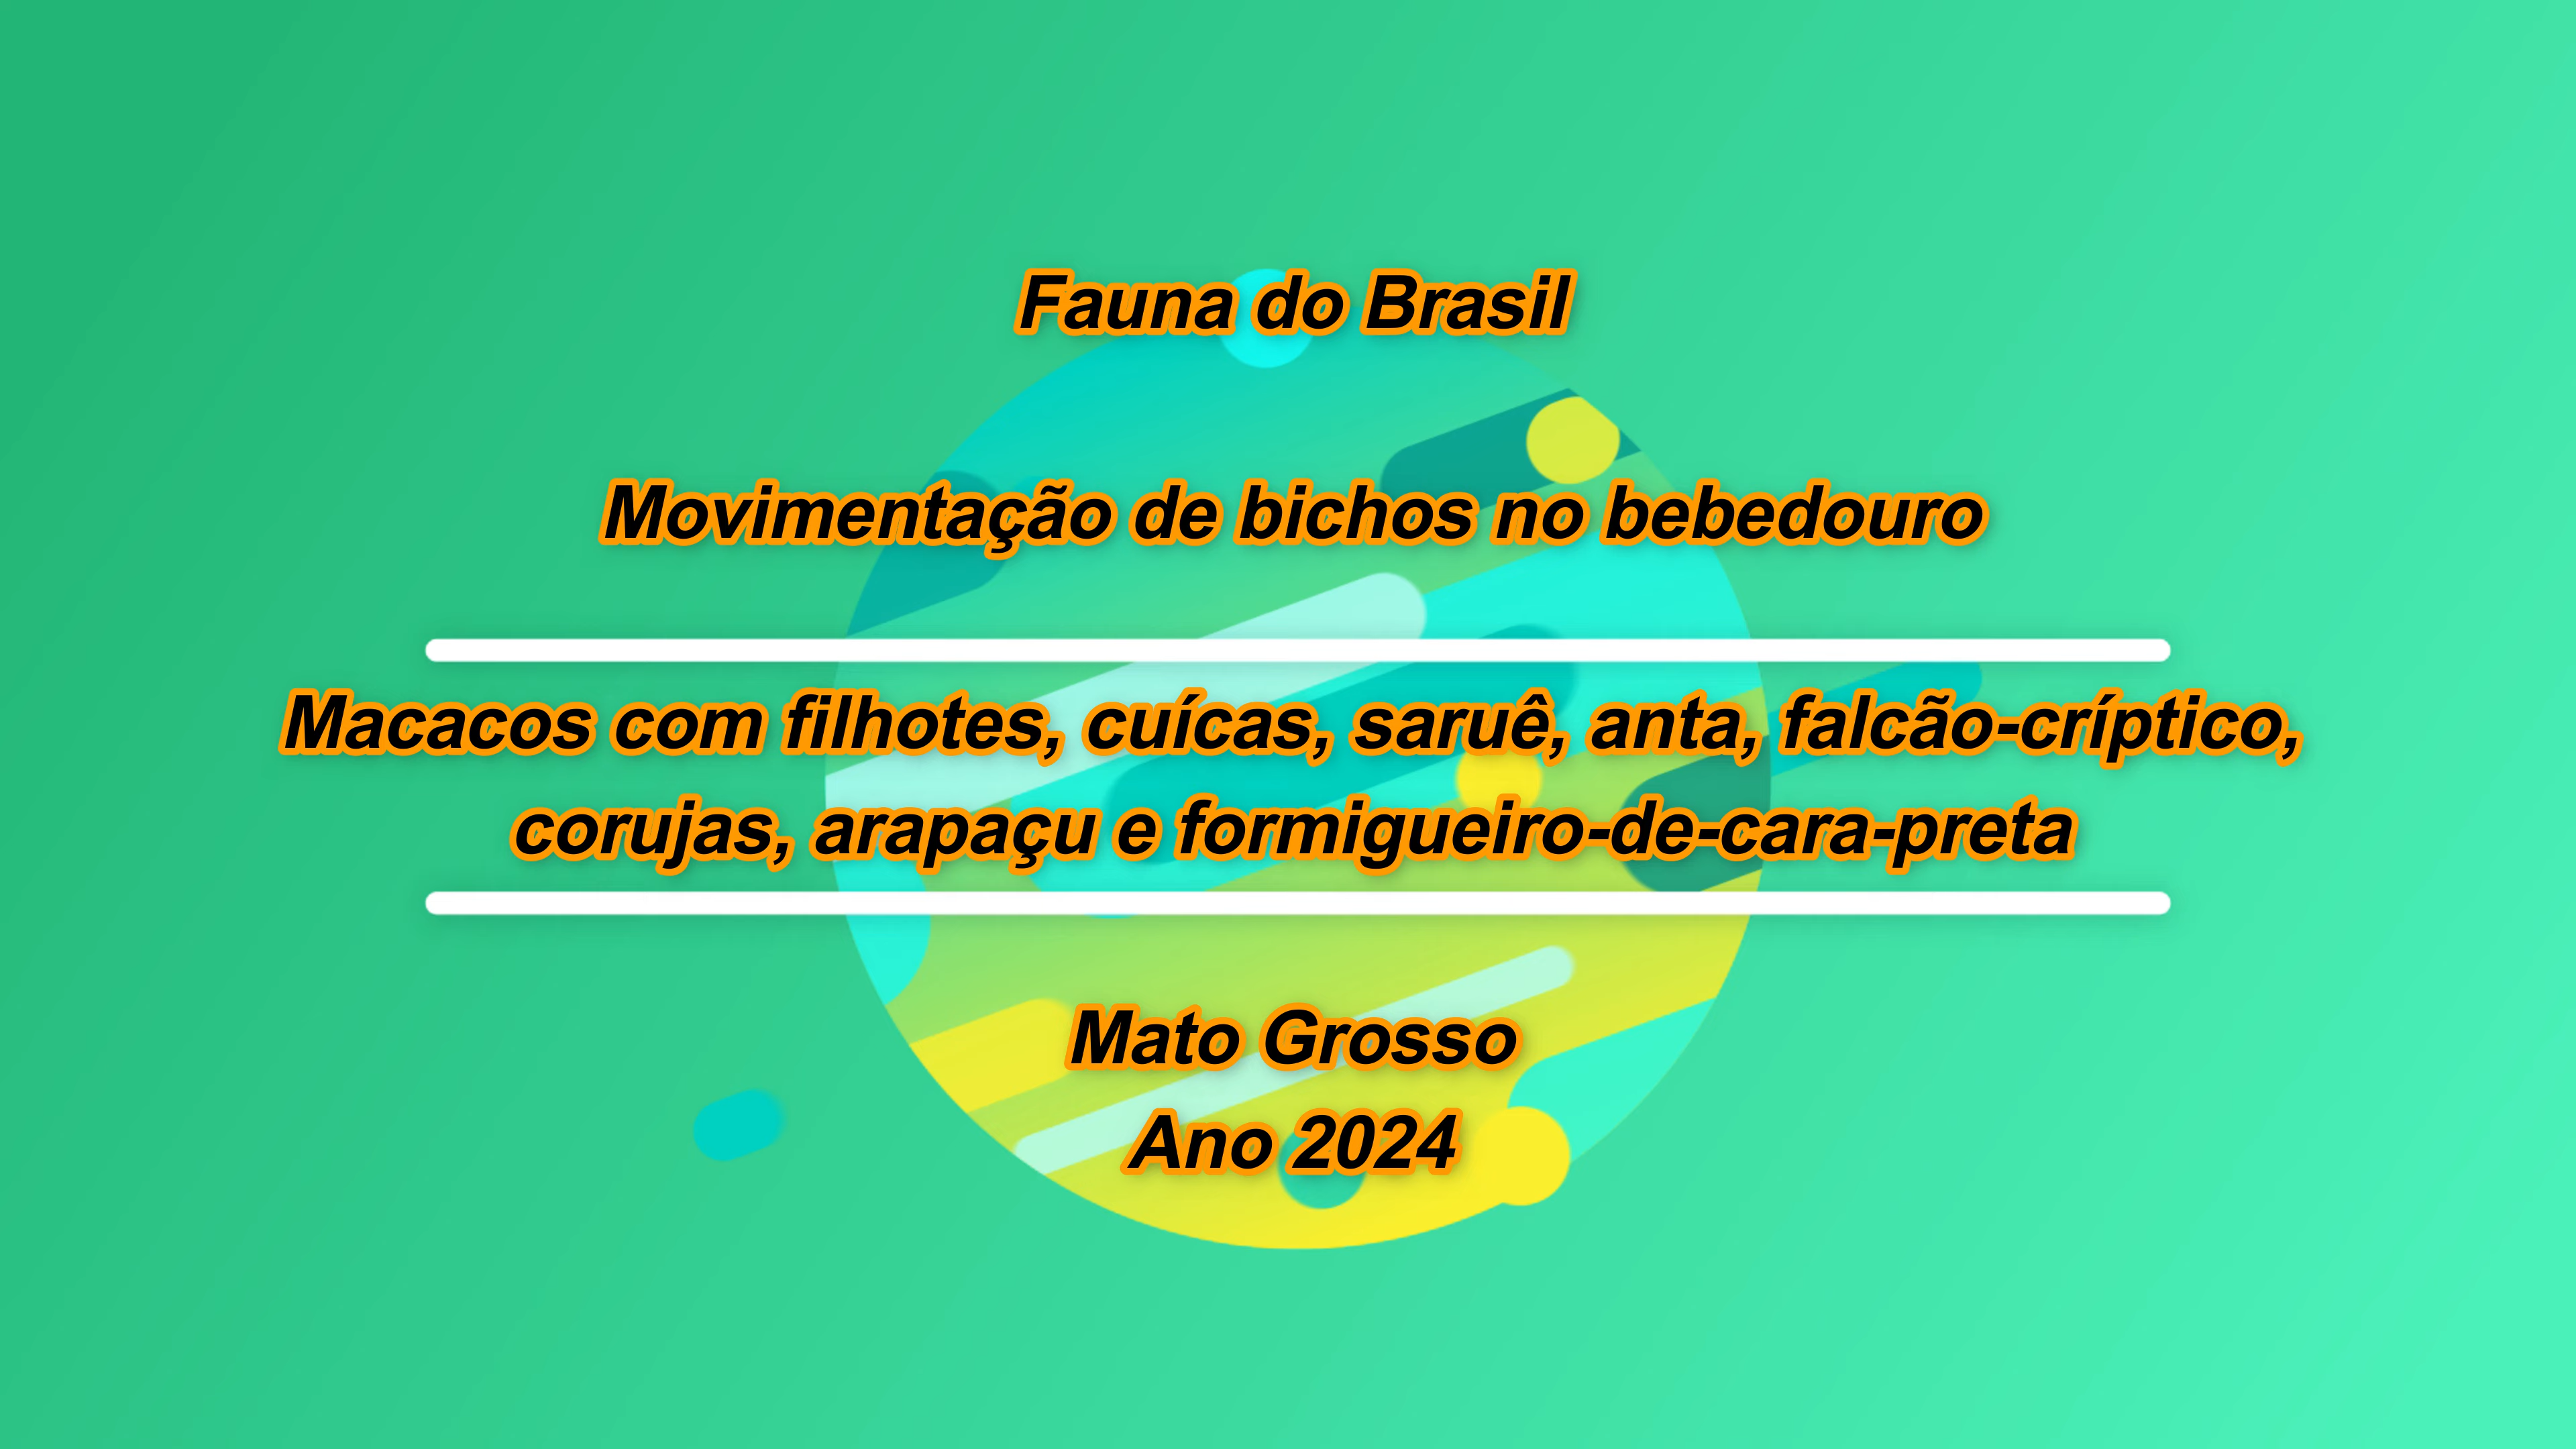 Fauna do Brasil
Movimentação de bichos no bebedouro
Macacos com filhotes, cuícas, saruê, anta, falcão-críptico,
corujas, arapaçu e formigueiro-de-cara-preta
Mato Grosso
Ano 2024